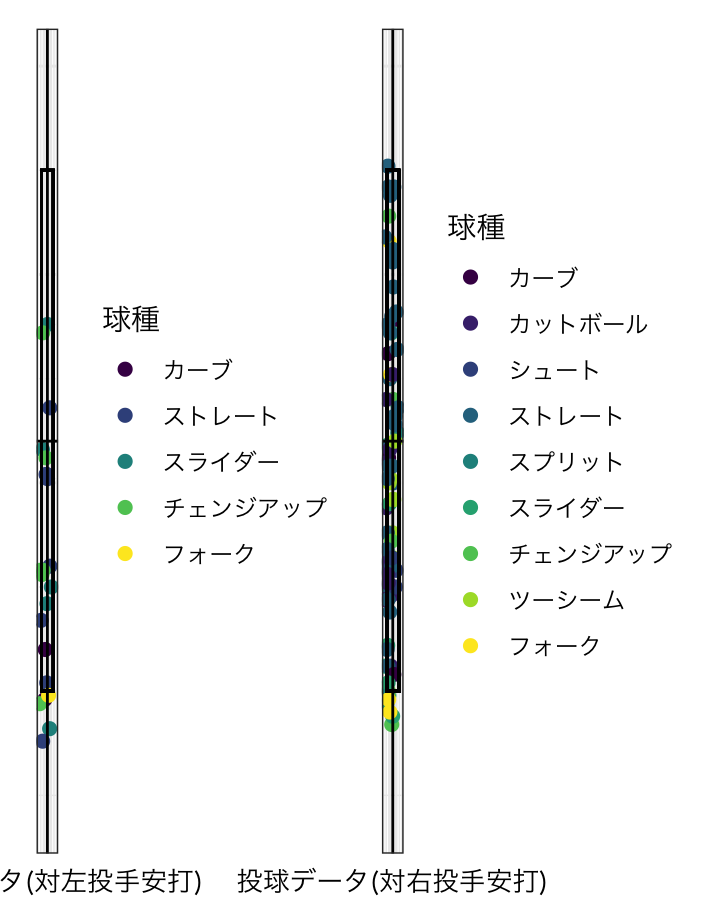 球種
カーブ
ストレート
スライダー
チェンジアップ
フォーク
球種
カーブ
カットボール
シュート
ストレート
スプリット
スライダー
チェンジアップ
ツーシーム
フォーク
タ(対左投手安打)
投球データ(対右投手安打)